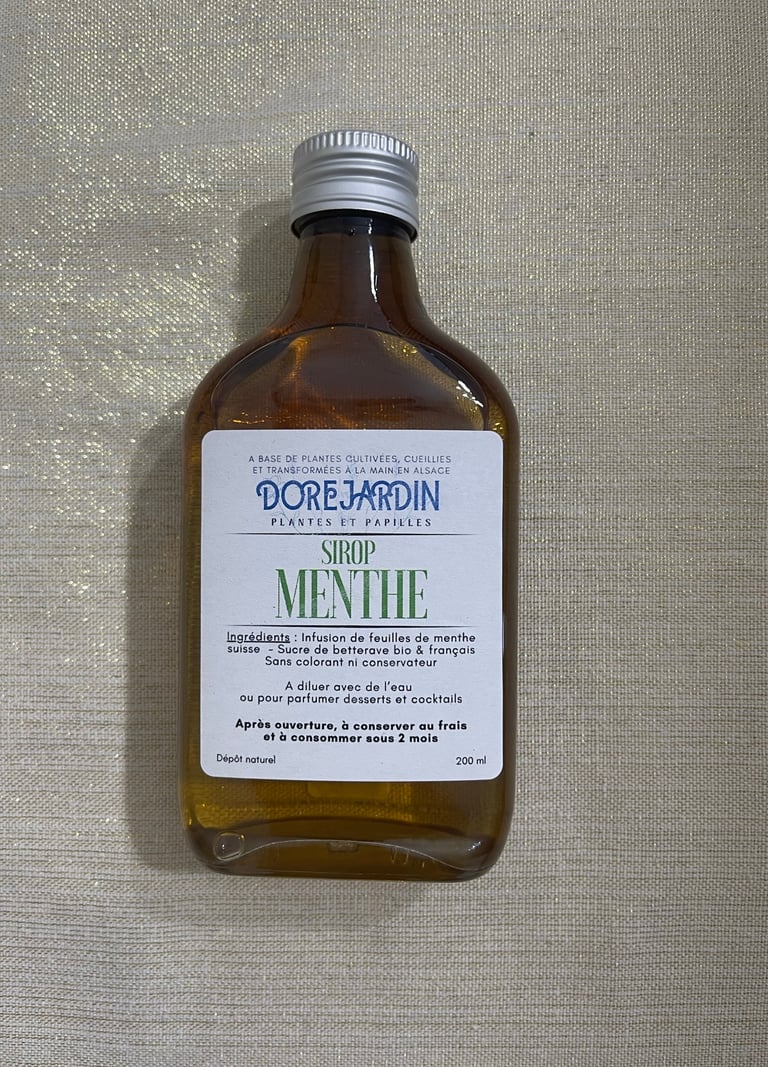 A BASE DE PLANTES CULTIVÉES, CUEILLIES
ET TRANSFORMÉES À LA MAIN EN ALSACE
DOREJARDIN
PLANTES ET PAPILLES
SIROP
MENTHE
Ingrédients : Infusion de feuilles de menthe
suisse - Sucre de betterave bio & français
Sans colorant ni conservateur
A diluer avec de l'eau
ou pour parfumer desserts et cocktails
Après ouverture, à conserver au frais
et à consommer sous 2 mois
Dépôt naturel
200 ml